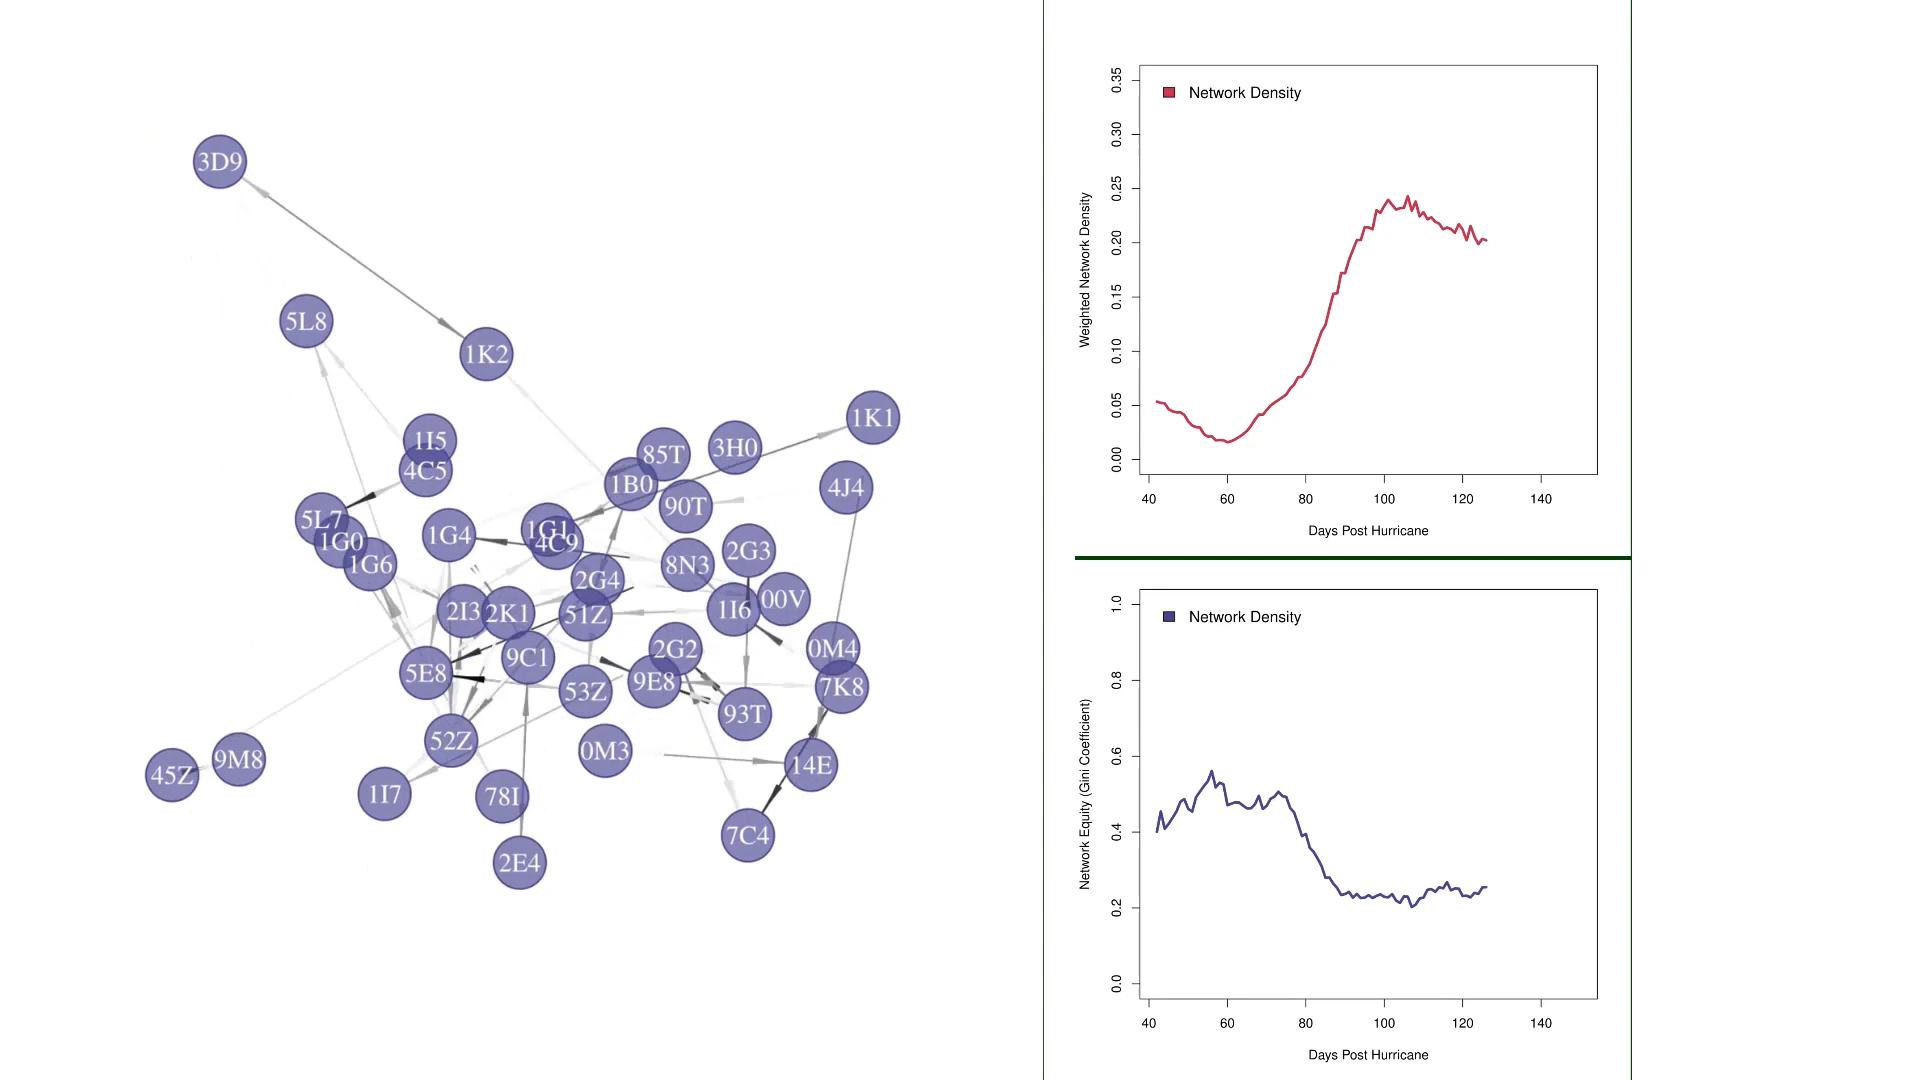 3D9
5L8
1K2
1K1
1I5
85T
3H0
4C5
1B0
4J4
90T
5L7
1G1
1G4
1G0
4C9
2G3
1G6
8N3
2G4
00V
2I3
2K1
51Z
1I6
2G2
0M4
9C1
5E8
9E8
7K8
53Z
93T
52Z
0M3
9M8
14E
45Z
1I7
78I
7C4
2E4
Network Density
Weighted Network Density
0.35
0.30
0.25
0.20
0.15
0.10
0.05
0.00
40 60 80 100 120 140
Days Post Hurricane
Network Density
Network Equity (Gini Coefficient)
1.0
0.8
0.6
0.4
0.2
0.0
40 60 80 100 120 140
Days Post Hurricane